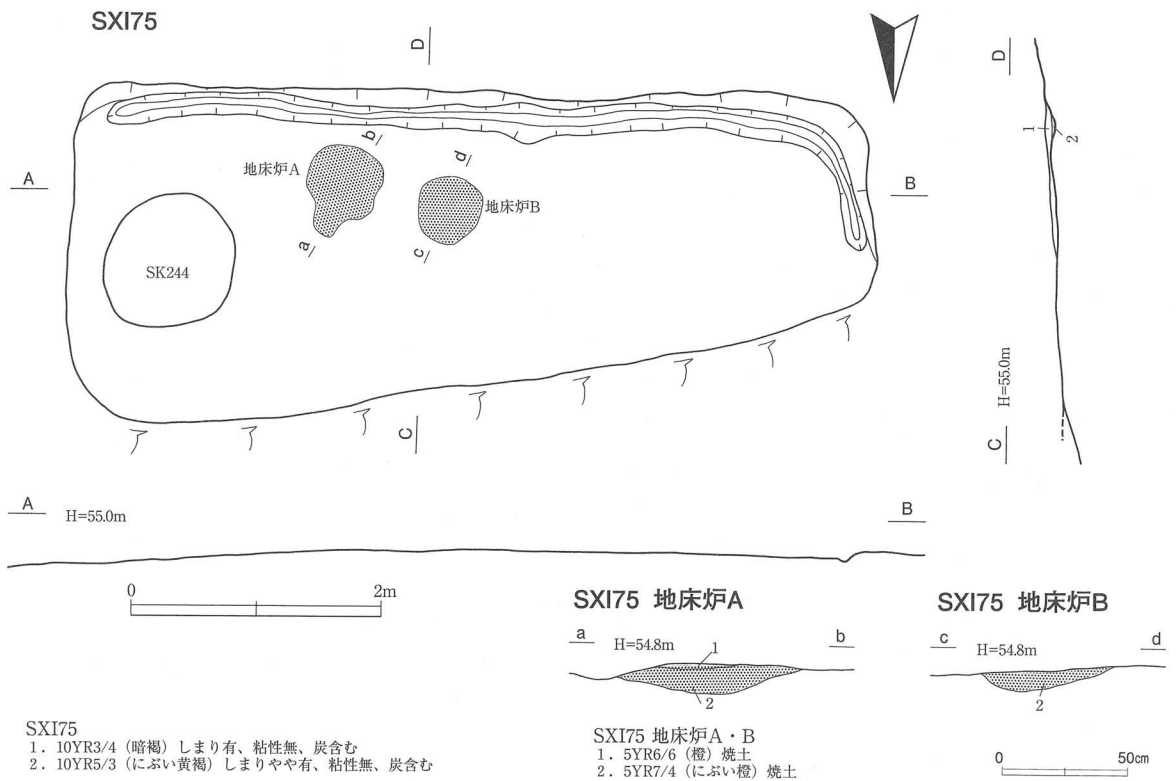 SXI75
D
A
地床炉A
b
d
地床炉B
B
a
c
SK244
C
D
1
2
H=55.0m
C
A
H=55.0m
B
0
2m
SXI75 地床炉A
a
H=54.8m
b
1
2
SXI75 地床炉B
c
H=54.8m
d
2
SXI75
1．10YR3/4（暗褐）しまり有、粘性無、炭含む
2．10YR5/3（にぶい黄褐）しまりやや有、粘性無、炭含む
SXI75 地床炉A・B
1．5YR6/6（橙）焼土
2．5YR7/4（にぶい橙）焼土
0
50cm